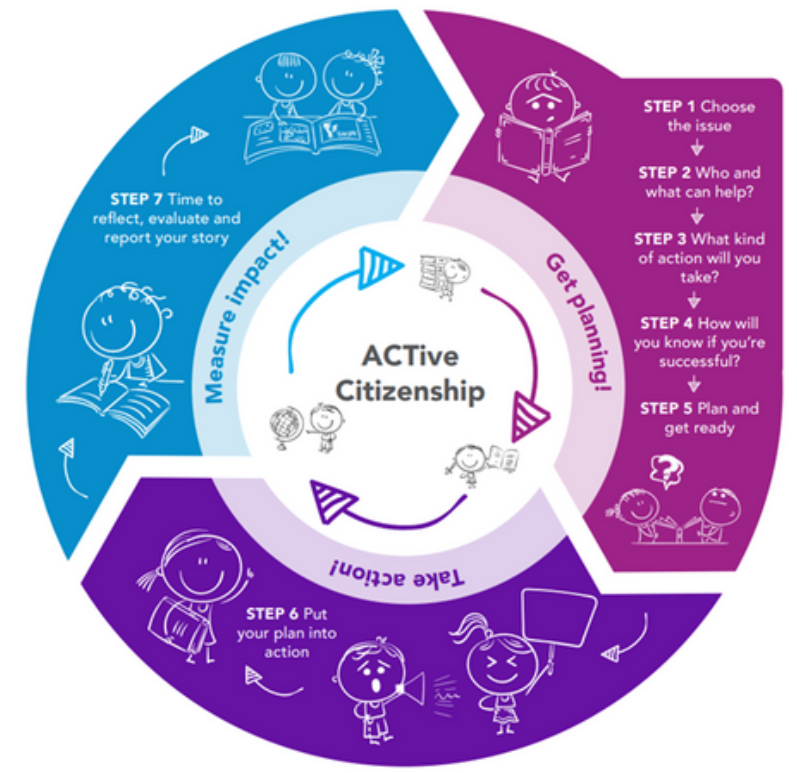 STEP 1 Choose
the issue
STEP 2 Who and
what can help?
STEP 3 What kind
of action will you
take?
STEP 4 How will
you know if you're
successful?
STEP 5 Plan and
get ready
Get planning!
STEP 6 Put
your plan into
action
Take action!
STEP 7 Time to
reflect, evaluate and
report your story
Measure impact!
ACTive
Citizenship
?